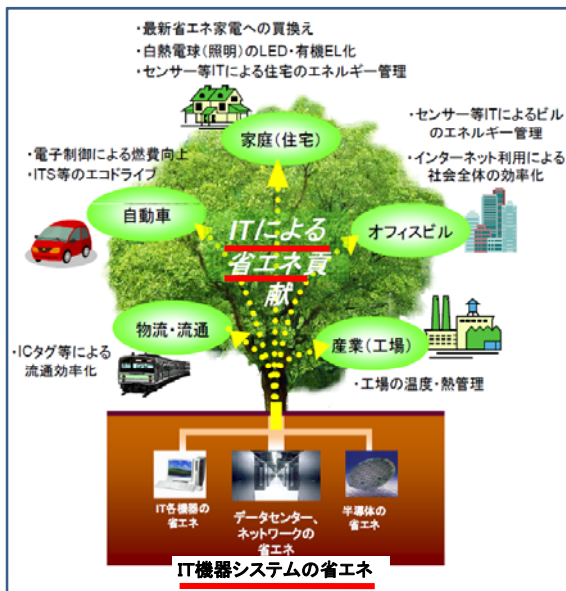 ・最新省エネ家電への買換え
・白熱電球(照明)のLED・有機EL化
・センサー等ITによる住宅のエネルギー管理
家庭(住宅)
・センサー等ITによるビル
のエネルギー管理
・インターネット利用による
社会全体の効率化
・電子制御による燃費向上
・ITS等のエコドライブ
自動車
オフィスビル
ITによる
省エネ貢
献
物流・流通
産業(工場)
・ICタグ等による
流通効率化
・工場の温度・熱管理
IT各機器の
省エネ
データセンター、
ネットワークの
省エネ
半導体の
省エネ
IT機器システムの省エネ